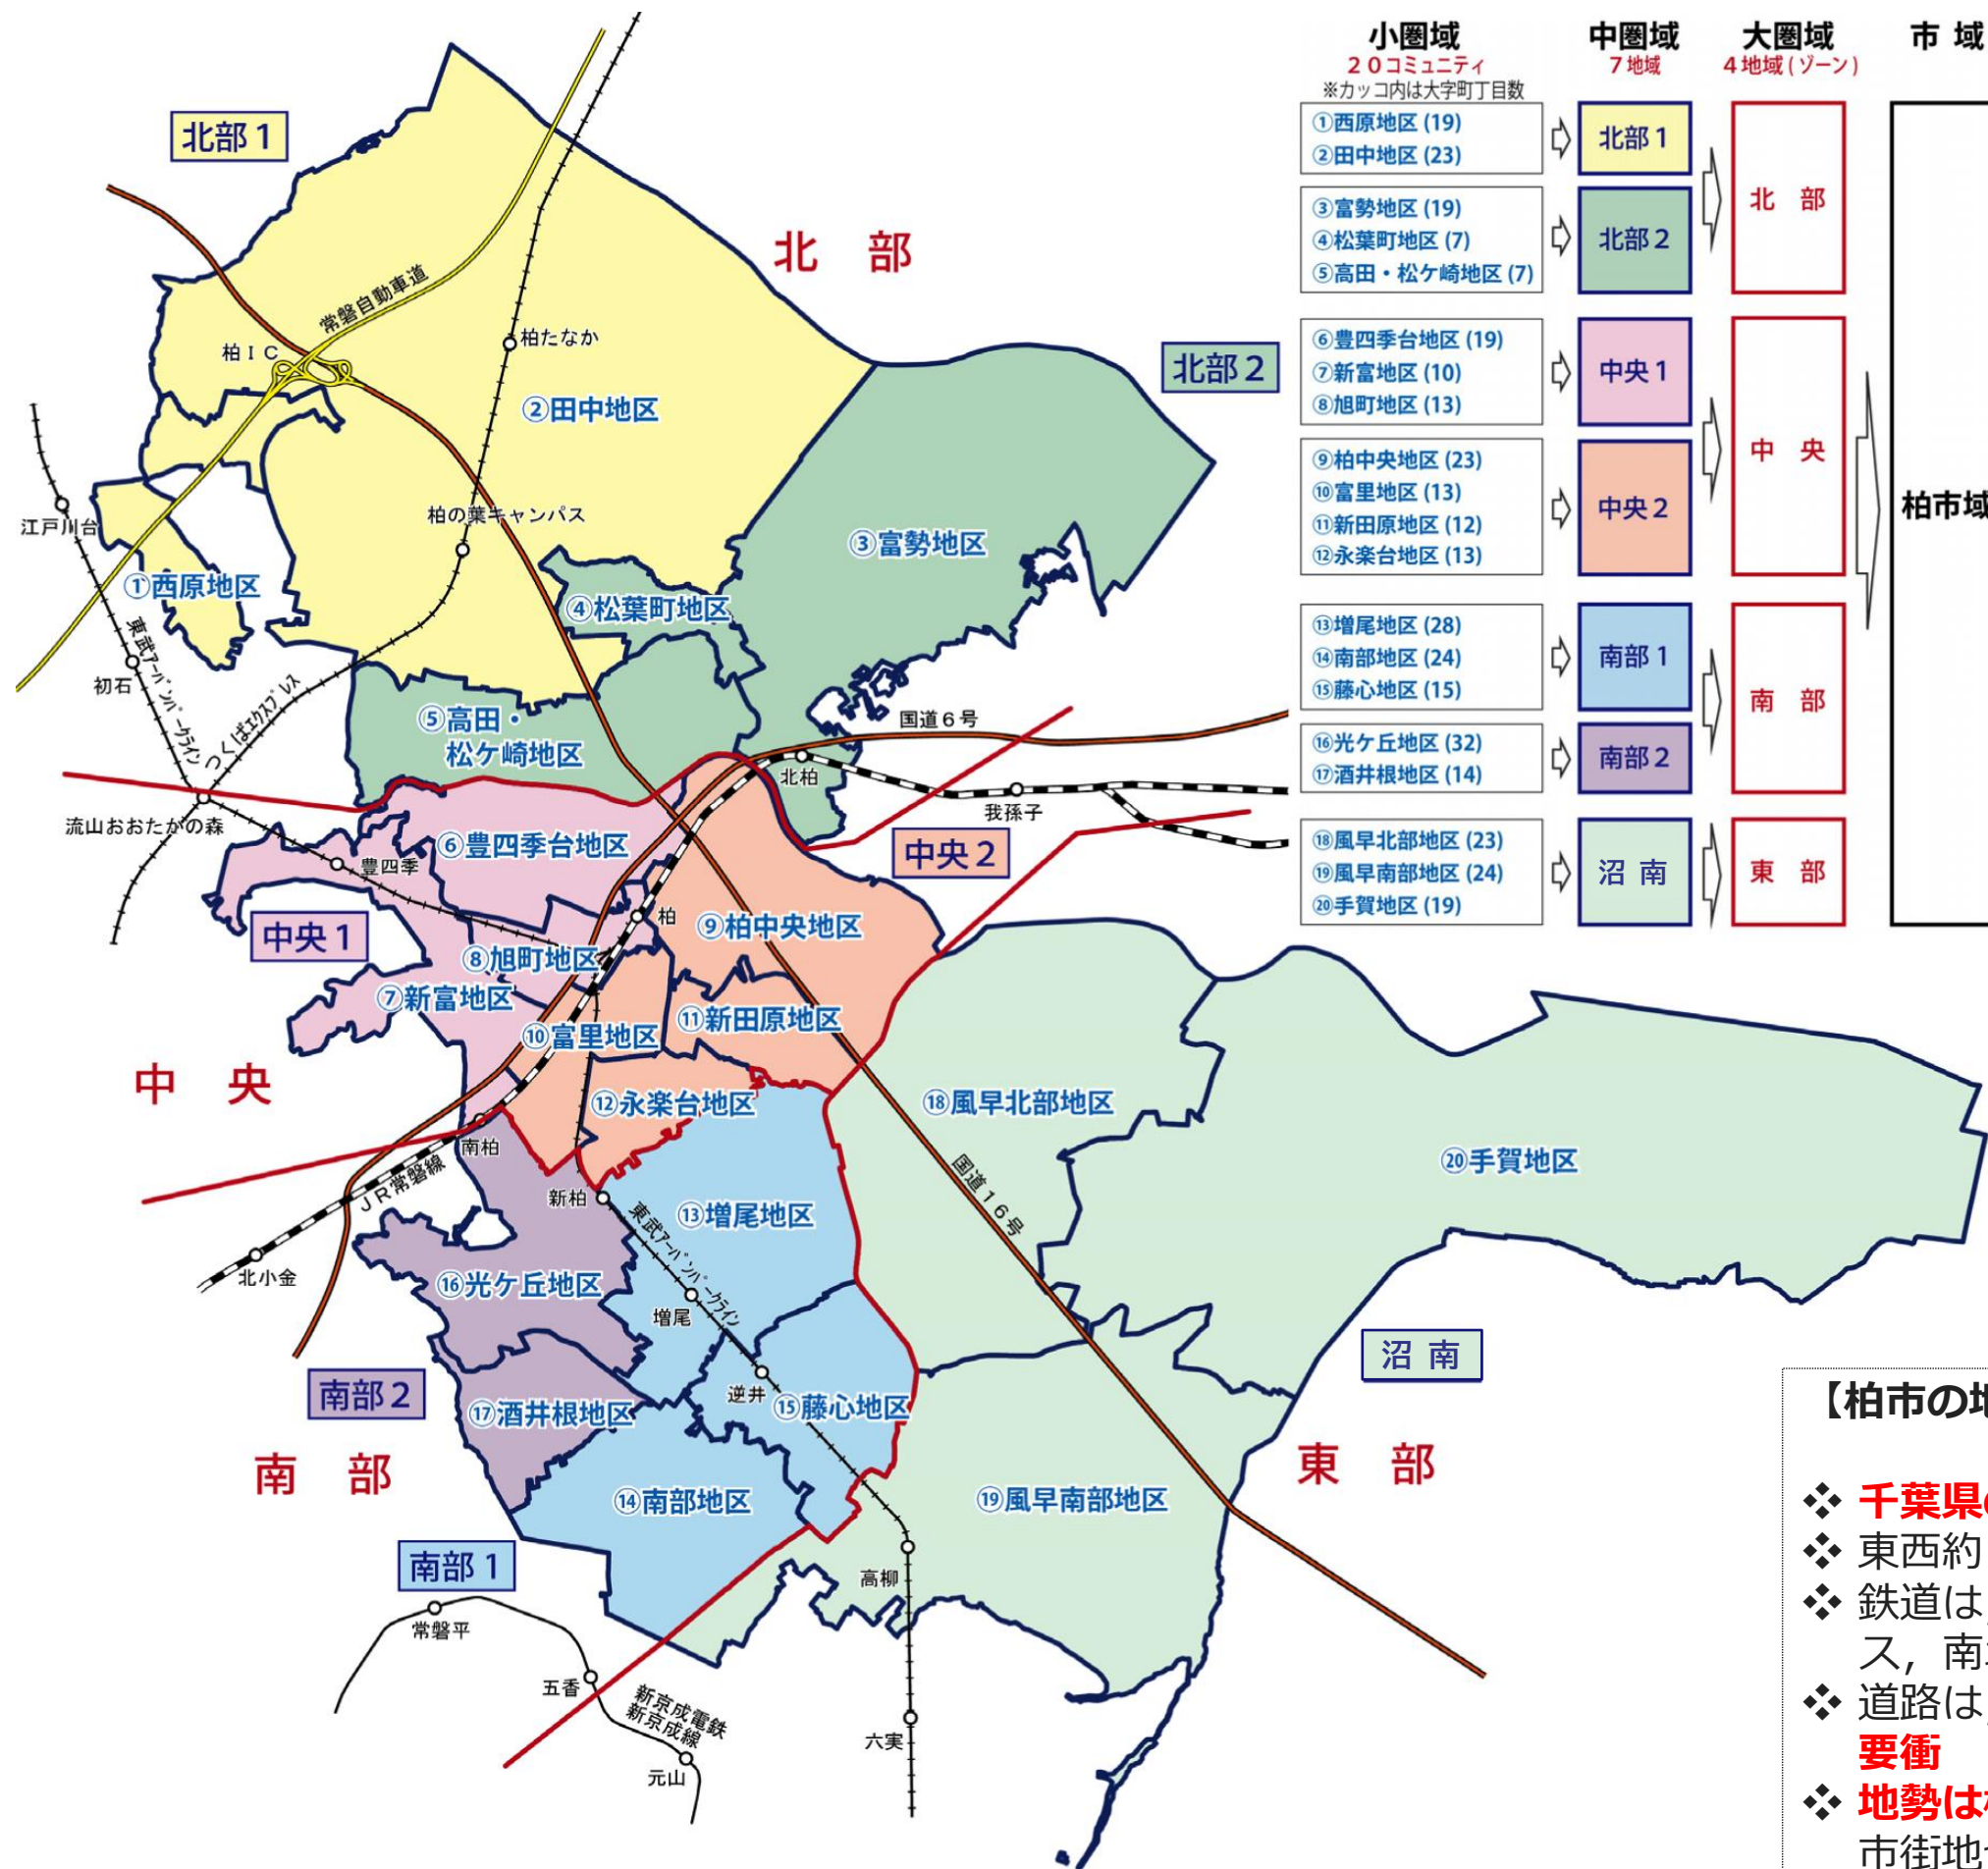 小圏域
20コミュニティ
※カッコ内は大字町丁目数
中圏域
7地域
大圏域
4地域(ゾーン)
市 域
①西原地区(19)
②田中地区(23)
③富勢地区(19)
④松葉町地区(7)
⑤高田・松ケ崎地区(7)
⑥豊四季台地区(19)
⑦新富地区(10)
⑧旭町地区(13)
⑨柏中央地区(23)
⑩富里地区(13)
⑪新田原地区(12)
⑫永楽台地区(13)
⑬増尾地区(28)
⑭南部地区(24)
⑮藤心地区(15)
⑯光ケ丘地区(32)
⑰酒井根地区(14)
⑱風早北部地区(23)
⑲風早南部地区(24)
⑳手賀地区(19)
北部1
北部2
中央1
中央2
南部1
南部2
沼 南
北 部
中 央
南 部
東 部
柏市域
北部1
北 部
常磐自動車道
柏IC
柏たなか
②田中地区
北部2
江戸川台
柏の葉キャンパス
③富勢地区
①西原地区
④松葉町地区
東武アーバンパークライン
初石
つくばエクスプレス
⑤高田・
松ケ崎地区
国道6号
北柏
我孫子
流山おおたかの森
⑥豊四季台地区
豊四季
中央2
中央1
柏
⑨柏中央地区
⑧旭町地区
⑦新富地区
⑩富里地区
⑪新田原地区
中 央
⑫永楽台地区
⑱風早北部地区
南柏
JR常磐線
国道16号
⑳手賀地区
新柏
⑬増尾地区
東武アーバンパークライン
北小金
⑯光ケ丘地区
増尾
沼 南
南部2
逆井
⑮藤心地区
⑰酒井根地区
南 部
東 部
⑭南部地区
⑲風早南部地区
南部1
高柳
常磐平
五香
新京成電鉄
新京成線
六実
元山
【柏市の地
❖ 千葉県の
❖ 東西約
❖ 鉄道は
ス，南
❖ 道路は
要衝
❖ 地勢は
市街地